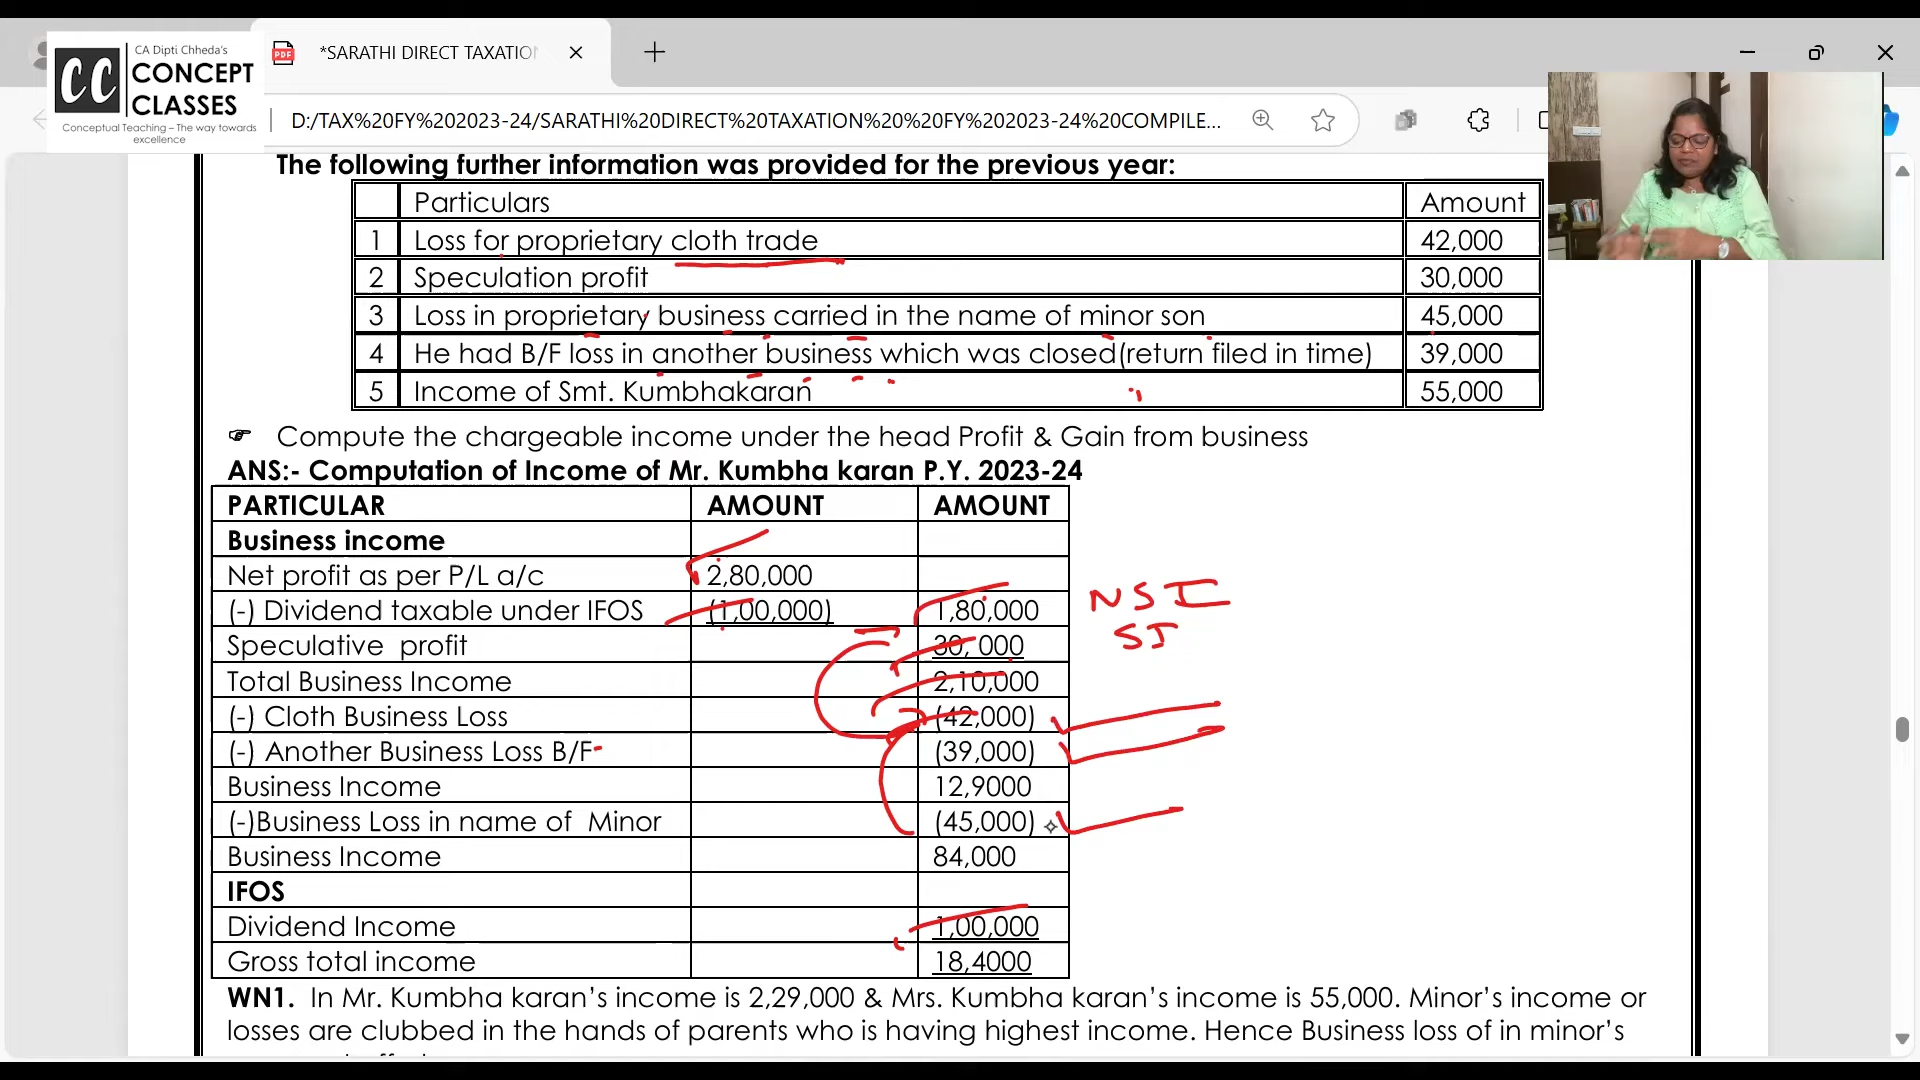 CA Dipti Chheda's
CONCEPT
CLASSES
CC
Conceptual Teaching – The way towards
excellence
PDF
*SARATHI DIRECT TAXATION
D:/TAX%20FY%202023-24/SARATHI%20DIRECT%20TAXATION%20%20FY%202023-24%20COMPILE...
The following further information was provided for the previous year:
Particulars Amount
1 Loss for proprietary cloth trade 42,000
2 Speculation profit 30,000
3 Loss in proprietary business carried in the name of minor son 45,000
4 He had B/F loss in another business which was closed(return filed in time) 39,000
5 Income of Smt. Kumbhakaran 55,000
☞ Compute the chargeable income under the head Profit & Gain from business
ANS:- Computation of Income of Mr. Kumbha karan P.Y. 2023-24
PARTICULAR AMOUNT AMOUNT
Business income
Net profit as per P/L a/c 2,80,000
(-) Dividend taxable under IFOS (1,00,000) 1,80,000 NSI
Speculative profit 30, 000 SI
Total Business Income 2,10,000
(-) Cloth Business Loss (42,000)
(-) Another Business Loss B/F (39,000)
Business Income 12,9000
(-)Business Loss in name of Minor (45,000)
Business Income 84,000
IFOS
Dividend Income 1,00,000
Gross total income 18,4000
WN1. In Mr. Kumbha karan's income is 2,29,000 & Mrs. Kumbha karan's income is 55,000. Minor's income or
losses are clubbed in the hands of parents who is having highest income. Hence Business loss of in minor's